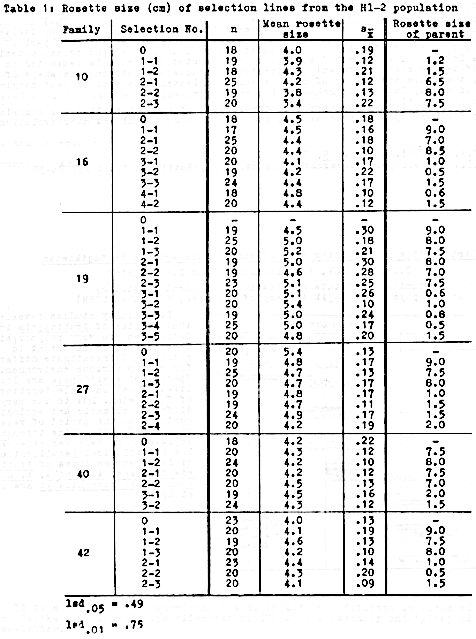 Table 1: Rosette size (cm) of selection lines from the H1-2 population
Family Selection No. n Mean rosette size s x̄ Rosette size of parent
0 18 4.0 .19 -
1-1 19 3.9 .12 1.2
1-2 18 4.3 .21 1.5
10 2-1 25 4.2 .12 6.5
2-2 19 3.8 .13 8.0
2-3 20 3.4 .22 7.5
0 18 4.5 .18 -
1-1 17 4.5 .16 9.0
2-1 25 4.4 .18 7.0
2-2 20 4.4 .10 8.5
16 3-1 20 4.1 .17 1.0
3-2 19 4.2 .22 0.5
3-3 24 4.4 .17 1.5
4-1 18 4.8 .30 0.6
4-2 20 4.4 .12 1.5
0 - - - -
1-1 19 4.5 .30 9.0
1-2 25 5.0 .18 8.0
1-3 20 5.2 .21 7.5
2-1 19 5.0 .30 8.0
19 2-2 19 4.6 .28 7.0
2-3 23 5.1 .25 7.5
3-1 20 5.1 .26 0.6
3-2 20 5.4 .10 1.0
3-3 19 5.0 .24 0.8
3-4 25 5.0 .17 0.5
3-5 20 4.8 .20 1.5
0 20 5.4 .13 -
1-1 19 4.8 .17 9.0
1-2 25 4.7 .13 7.5
1-3 20 4.7 .17 8.0
27 2-1 19 4.8 .17 1.0
2-2 19 4.7 .11 1.5
2-3 24 4.9 .17 1.5
2-4 20 4.2 .19 2.0
0 18 4.2 .22 -
1-1 20 4.3 .12 7.5
1-2 24 4.2 .10 8.0
40 2-1 20 4.2 .12 7.5
2-2 20 4.5 .13 7.0
3-1 19 4.5 .16 2.0
3-2 24 4.3 .12 1.5
0 23 4.0 .13 -
1-1 20 4.1 .19 9.0
1-2 19 4.6 .13 7.5
42 1-3 20 4.2 .10 8.0
2-1 23 4.4 .14 1.0
2-2 20 4.3 .20 0.5
2-3 20 4.1 .09 1.5
lsd.05 = .49
lsd.01 = .75